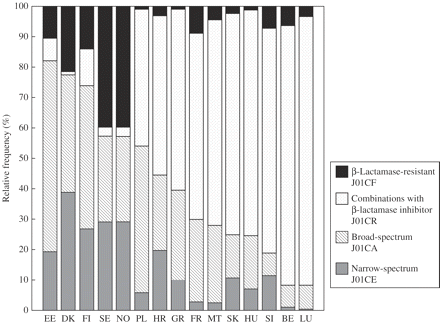 Relative frequency (%)
100
90
80
70
60
50
40
30
20
10
0
EE DK FI SE NO PL HR GR FR MT SK HU SI BE LU
β-Lactamase-resistant
J01CF
Combinations with
β-lactamase inhibitor
J01CR
Broad-spectrum
J01CA
Narrow-spectrum
J01CE